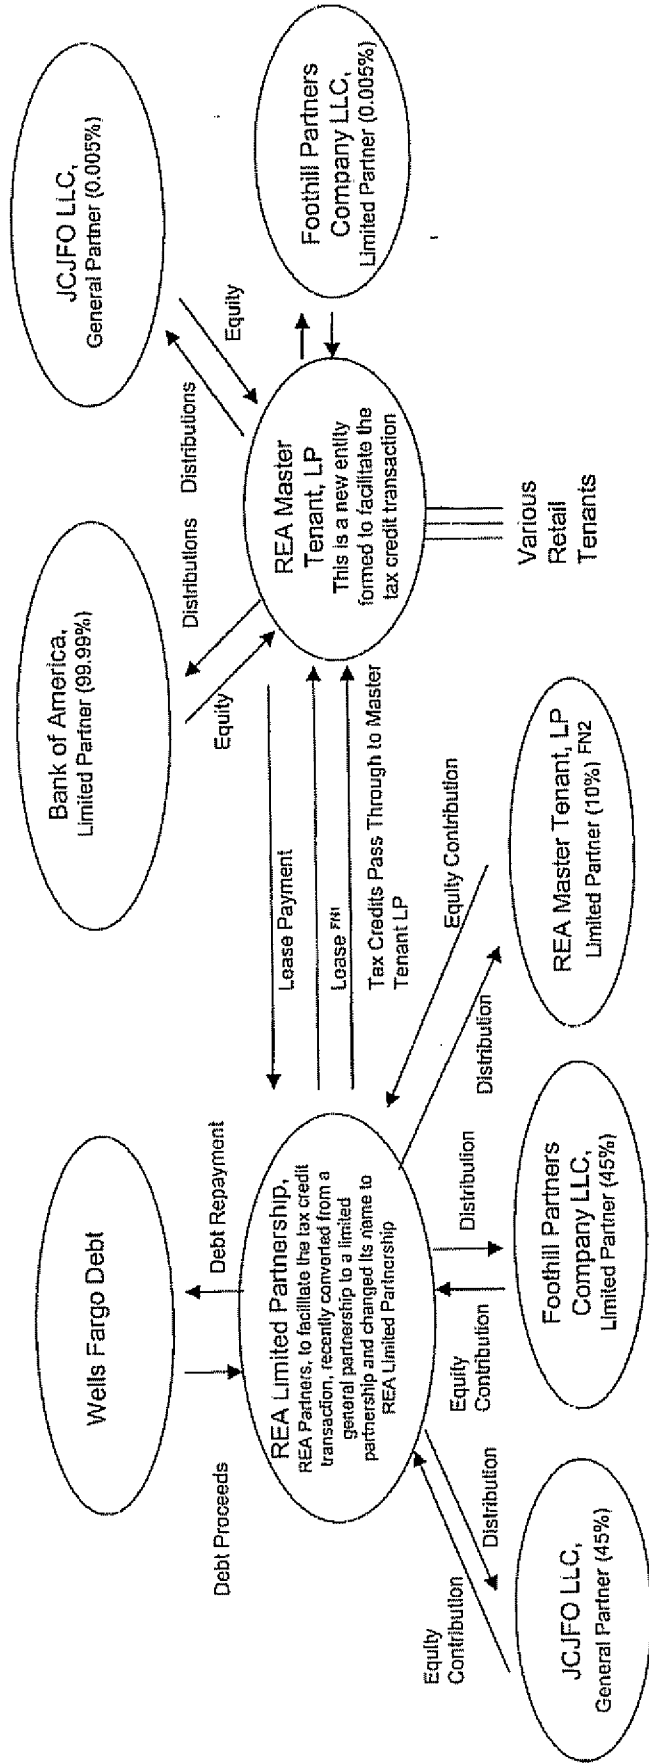 Wells Fargo Debt
Debt Proceeds
Debt Repayment
REA Limited Partnership,
REA Partners, to facilitate the tax credit
transaction, recently converted from a
general partnership to a limited
partnership and changed its name to
REA Limited Partnership
Equity
Contribution
Distribution
JCJFO LLC,
General Partner (45%)
Equity
Contribution
Distribution
Foothill Partners
Company LLC,
Limited Partner (45%)
Distribution
Equity Contribution
REA Master Tenant, LP
Limited Partner (10%) FN2
Lease Payment
Lease FN1
Tax Credits Pass Through to Master
Tenant LP
Bank of America,
Limited Partner (99.99%)
Equity
Distributions
JCJFO LLC,
General Partner (0.005%)
Distributions
Equity
REA Master
Tenant, LP
This is a new entity
formed to facilitate the
tax credit transaction
Foothill Partners
Company LLC,
Limited Partner (0.005%)
Various
Retail
Tenants